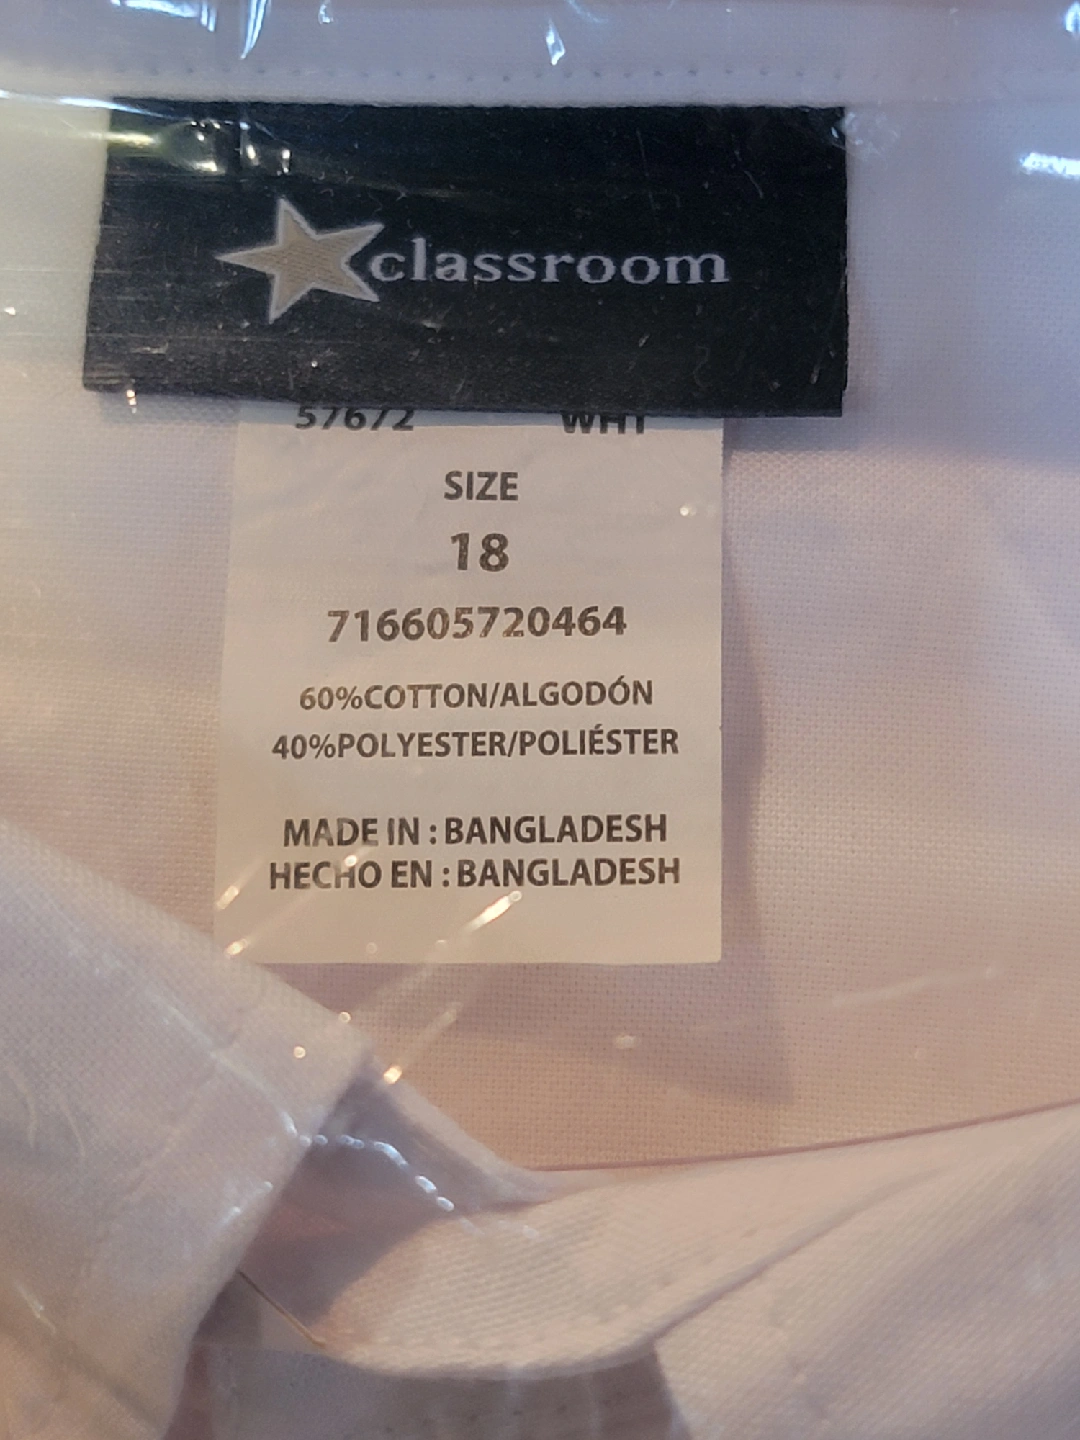 classroom
57672 WHT
SIZE
18
716605720464
60%COTTON/ALGODÓN
40%POLYESTER/POLIÉSTER
MADE IN : BANGLADESH
HECHO EN : BANGLADESH